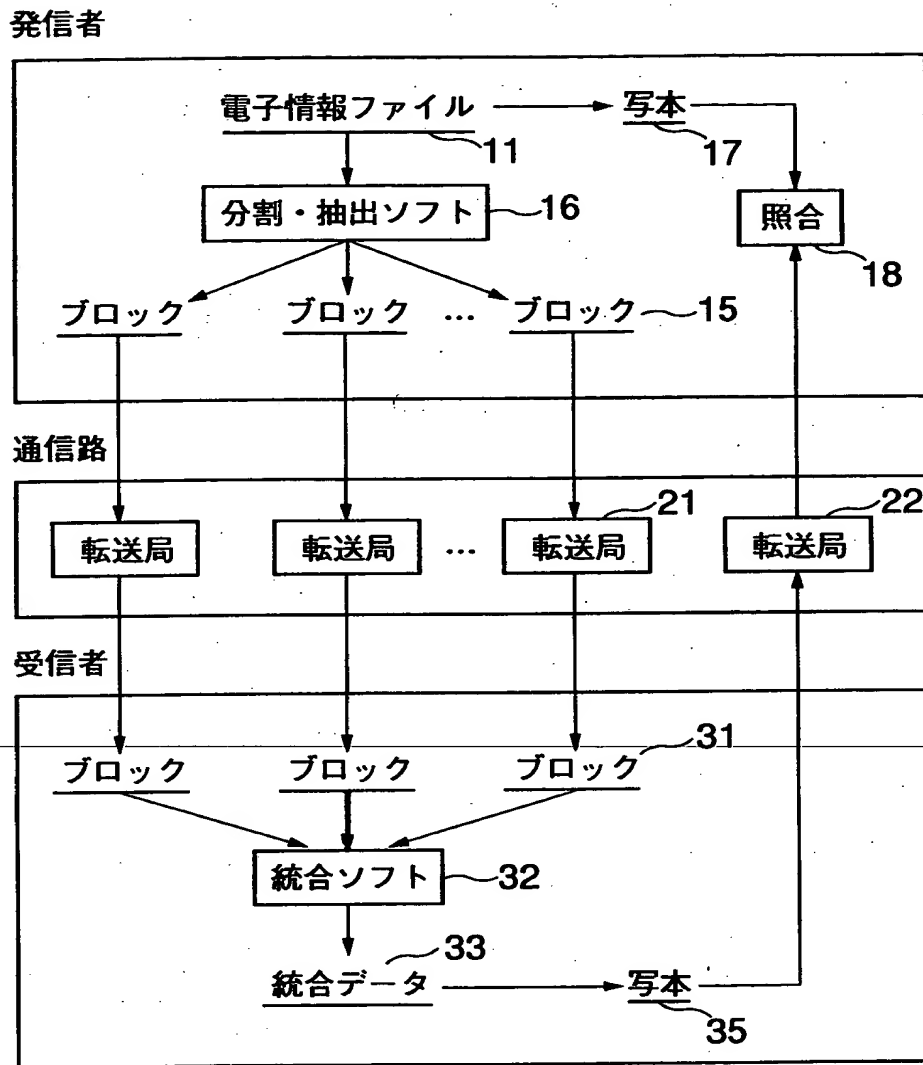 発信者
電子情報ファイル 写本
11 17
分割・抽出ソフト 16 照合
18
ブロック ブロック … ブロック 15
通信路
21 22
転送局 転送局 … 転送局 転送局
受信者
31
ブロック ブロック ブロック
統合ソフト 32
33
統合データ 写本
35